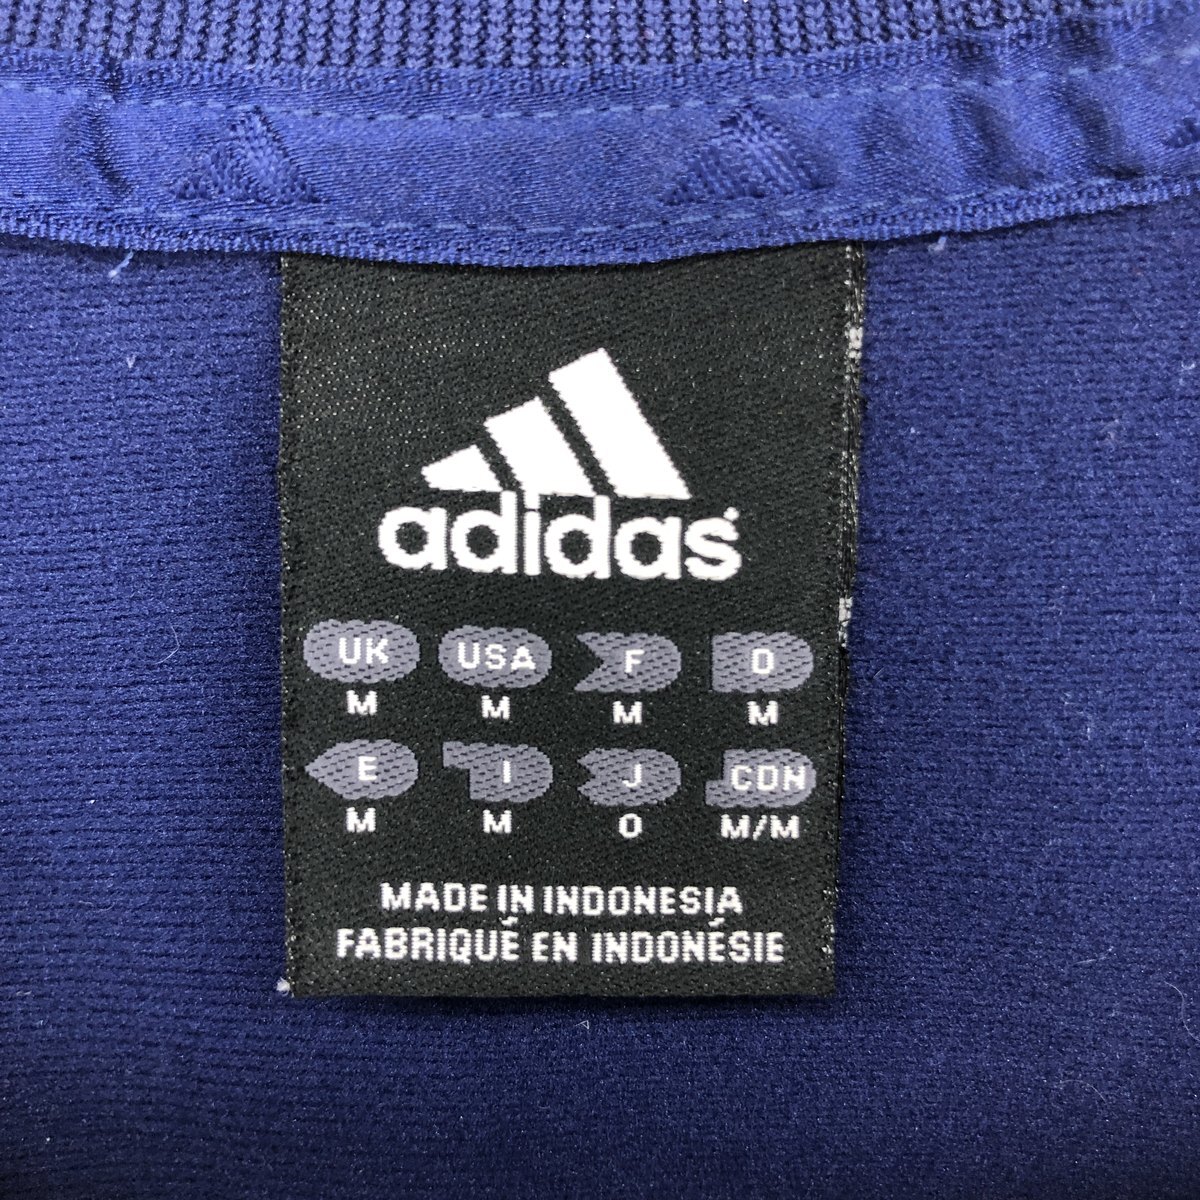 adidas
UK USA F D
M M M M
E I J CDN
M M O M/M
MADE IN INDONESIA
FABRIQUÉ EN INDONÉSIE